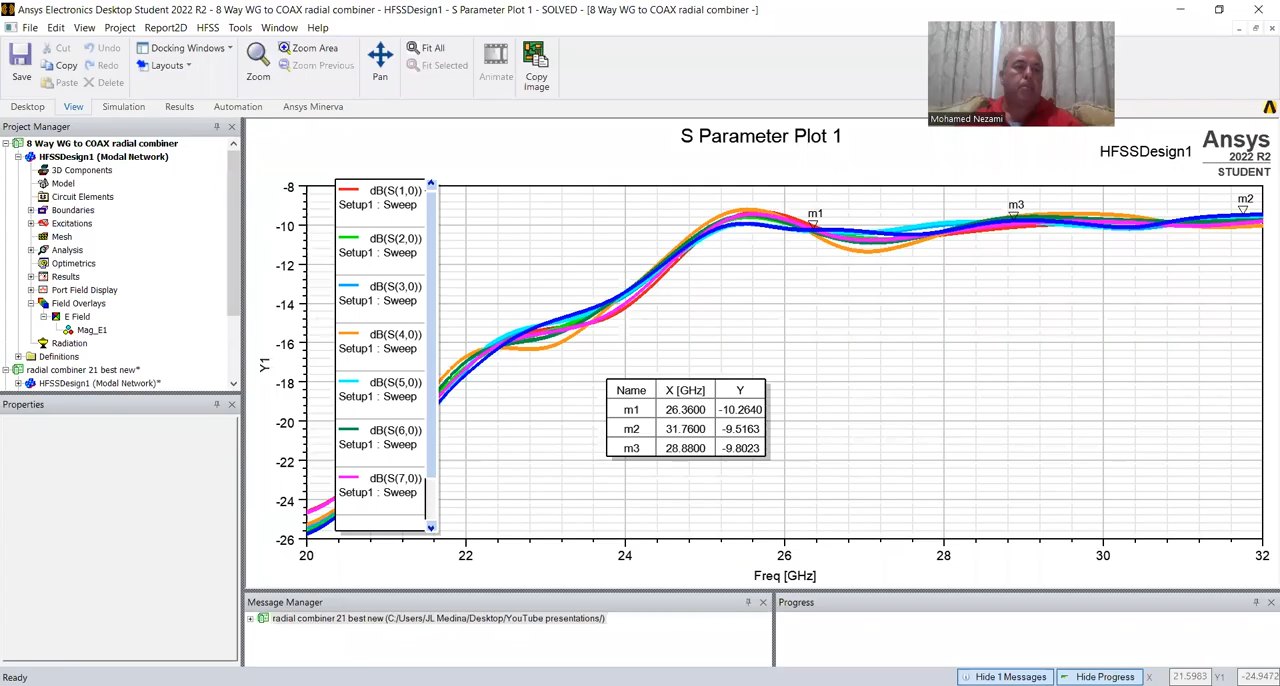 Ansys Electronics Desktop Student 2022 R2 - 8 Way WG to COAX radial combiner - HFSSDesign1 - S Parameter Plot 1 - SOLVED - [8 Way WG to COAX radial combiner -]
File Edit View Project Report2D HFSS Tools Window Help
Save
Cut Undo
Copy Redo
Paste Delete
Docking Windows
Layouts
Zoom
Zoom Area
Zoom Previous
Pan
Fit All
Fit Selected
Animate
Copy
Image
Mohamed Nezami
Desktop View Simulation Results Automation Ansys Minerva
Project Manager
8 Way WG to COAX radial combiner
HFSSDesign1 (Modal Network)
3D Components
Model
Circuit Elements
Boundaries
Excitations
Mesh
Analysis
Optimetrics
Results
Port Field Display
Field Overlays
E Field
Mag_E1
Radiation
Definitions
radial combiner 21 best new*
HFSSDesign1 (Modal Network)*
Properties
S Parameter Plot 1
HFSSDesign1
Ansys
2022 R2
STUDENT
dB(S(1,0))
Setup1 : Sweep
dB(S(2,0))
Setup1 : Sweep
dB(S(3,0))
Setup1 : Sweep
dB(S(4,0))
Setup1 : Sweep
dB(S(5,0))
Setup1 : Sweep
dB(S(6,0))
Setup1 : Sweep
dB(S(7,0))
Setup1 : Sweep
-8
-10
-12
-14
-16
-18
-20
-22
-24
-26
Y1
m1
m3
m2
Name X [GHz] Y
m1 26.3600 -10.2640
m2 31.7600 -9.5163
m3 28.8800 -9.8023
20 22 24 26 28 30 32
Freq [GHz]
Message Manager
radial combiner 21 best new (C:/Users/JL Medina/Desktop/YouTube presentations/)
Progress
Ready
Hide 1 Messages Hide Progress X 21.5983 Y1 -24.9472